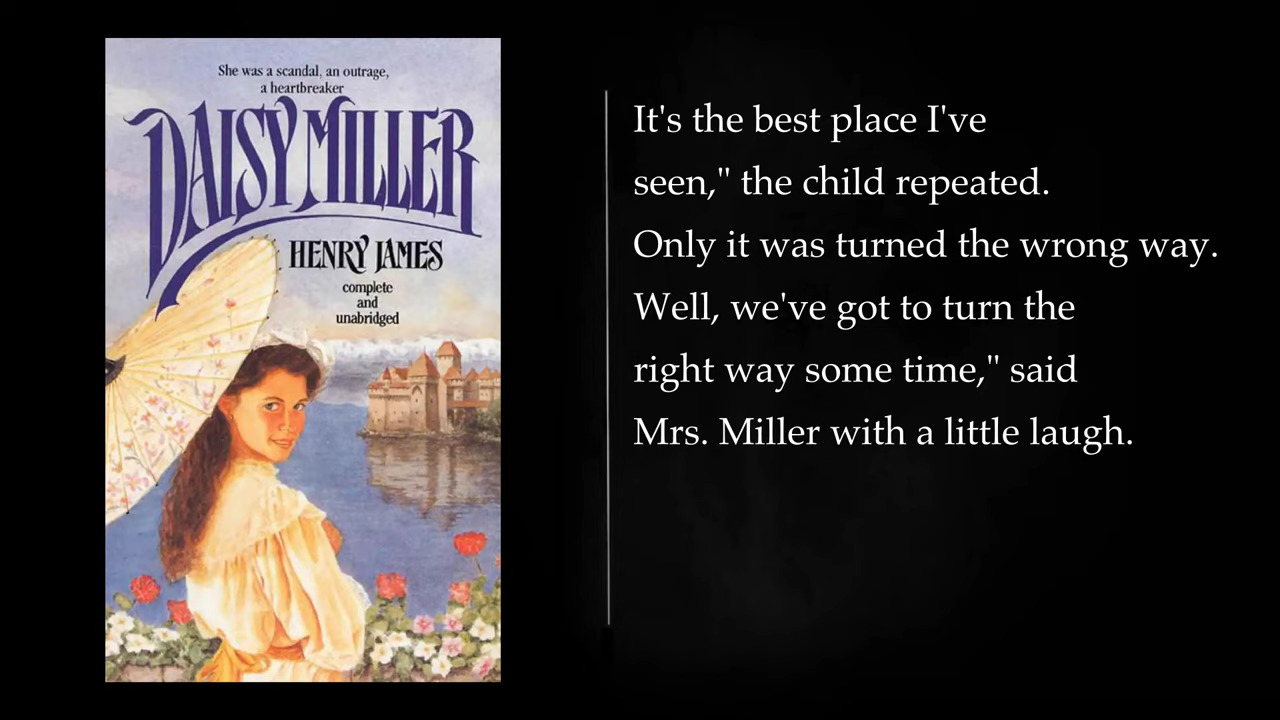 She was a scandal, an outrage,
a heartbreaker
DAISY MILLER
HENRY JAMES
complete
and
unabridged
It's the best place I've
seen," the child repeated.
Only it was turned the wrong way.
Well, we've got to turn the
right way some time," said
Mrs. Miller with a little laugh.